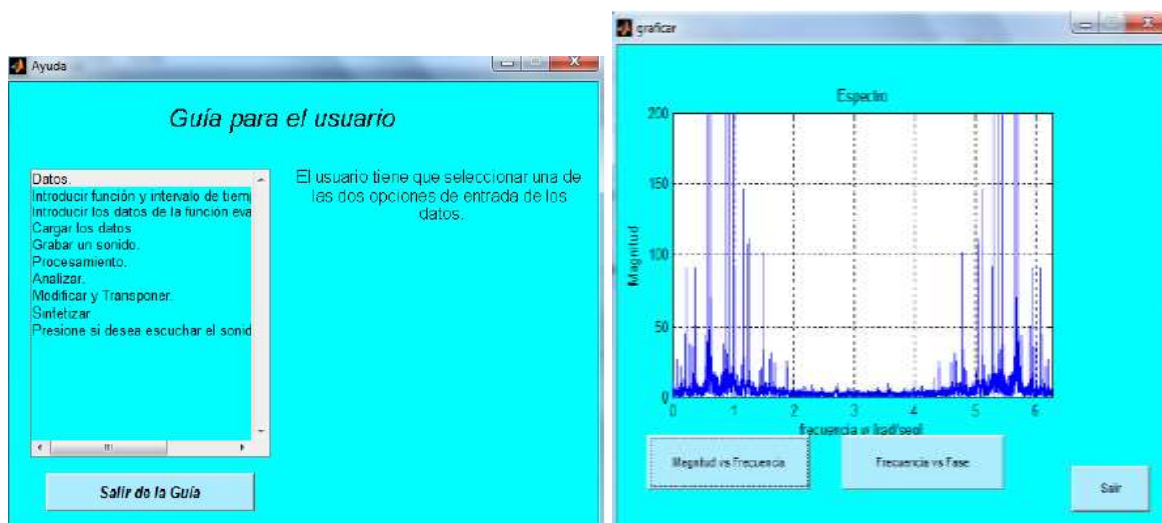 Ayuda
Guía para el usuario
Datos.
Introducir función y intervalo de tiem
Introducir los datos de la función eva
Cargar los datos
Grabar un sonido.
Procesamiento.
Analizar.
Modificar y Transponer.
Sintetizar
Presione si desea escuchar el sonid
El usuario tiene que seleccionar una de
las dos opciones de entrada de los
datos.
Salir de la Guía
graficar
Espectro
200
150
100
50
0
Magnitud
0 1 2 3 4 5 6
frecuencia w [rad/seg]
Magnitud vs Frecuencia
Frecuencia vs Fase
Salir